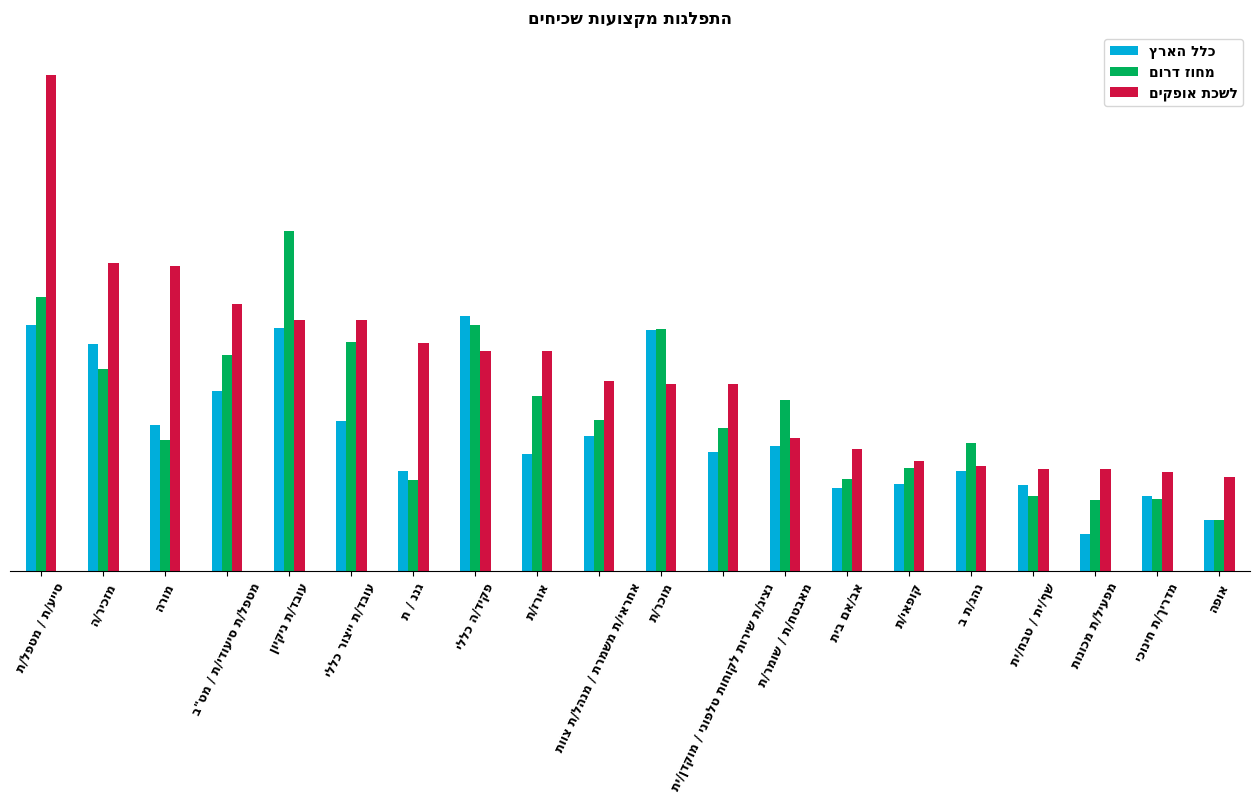 התפלגות מקצועות שכיחים
כלל הארץ
מחוז דרום
לשכת אופקים
סייע/ת / מטפל/ת
מזכיר/ה
מורה
מטפל/ת סיעודי/ת / מט"ב
עובד/ת ניקיון
עובד/ת ייצור כללי
גנג / ת
פקיד/ה כללי
אורז/ת
אחראי/ת משמרת / מנהל/ת צוות
מוכר/ת
נציג/ת שירות לקוחות טלפוני / מוקדן/ית
מאבטח/ת / שומר/ת
אב/אם בית
קופאי/ת
נהג/ת ב
שף/ית / טבח/ית
מפעיל/ת מכונות
מדריך/ת חינוכי
אופה